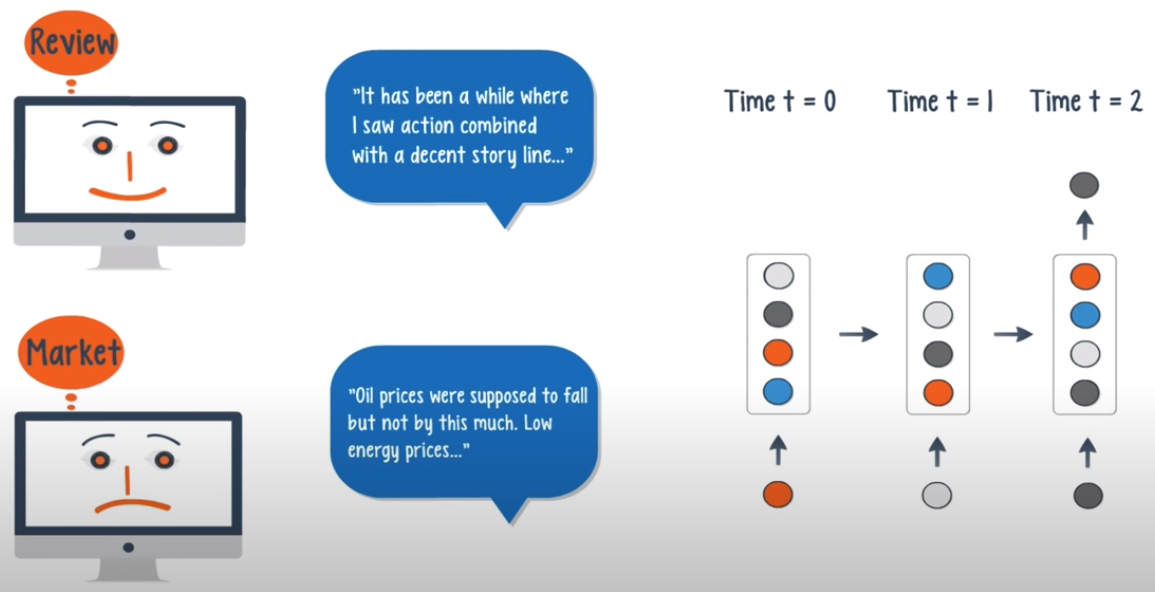 Review
"It has been a while where
I saw action combined
with a decent story line..."
Time t = 0
Time t = 1
Time t = 2
Market
"Oil prices were supposed to fall
but not by this much. Low
energy prices..."